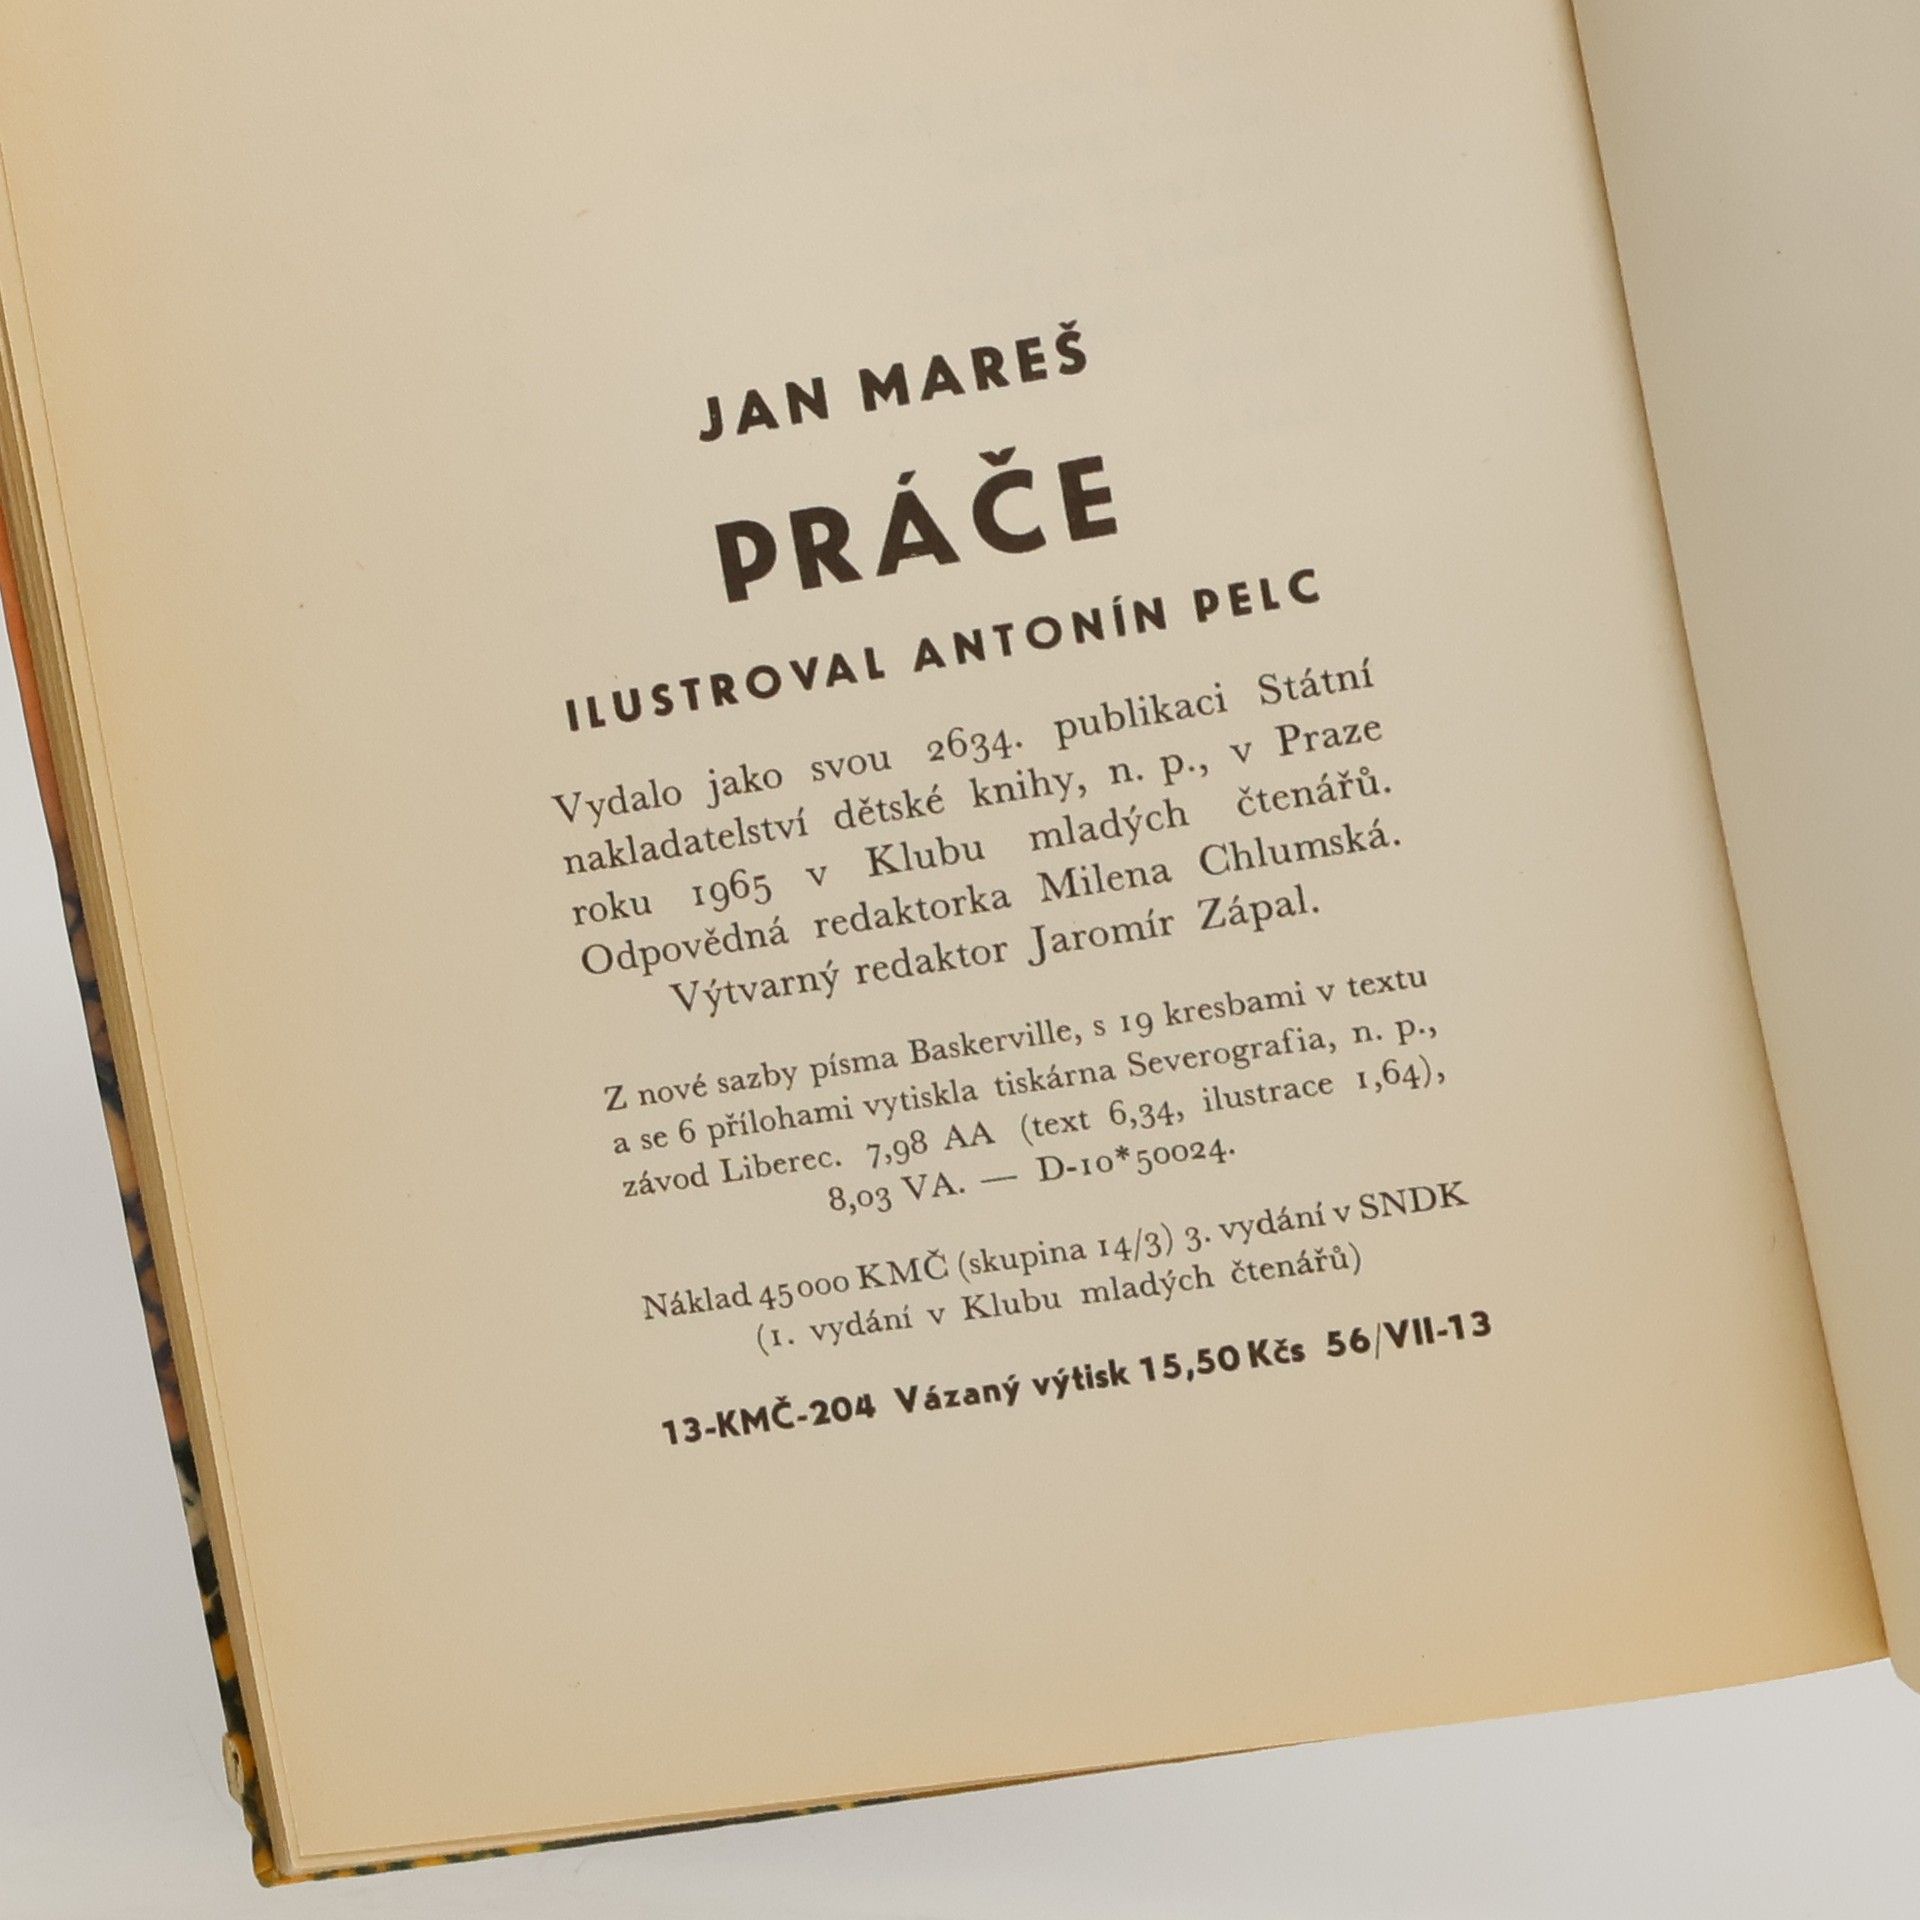 JAN MAREŠ
PRÁČE
ILUSTROVAL ANTONÍN PELC
Vydalo jako svou 2634. publikaci Státní
nakladatelství dětské knihy, n. p., v Praze
roku 1965 v Klubu mladých čtenářů.
Odpovědná redaktorka Milena Chlumská.
Výtvarný redaktor Jaromír Zápal.
Z nové sazby písma Baskerville, s 19 kresbami v textu
a se 6 přílohami vytiskla tiskárna Severografia, n. p.,
závod Liberec. 7,98 AA (text 6,34, ilustrace 1,64),
8,03 VA. — D-10*50024.
Náklad 45000 KMČ (skupina 14/3) 3. vydání v SNDK
(1. vydání v Klubu mladých čtenářů)
13-KMČ-204 Vázaný výtisk 15,50 Kčs 56/VII-13